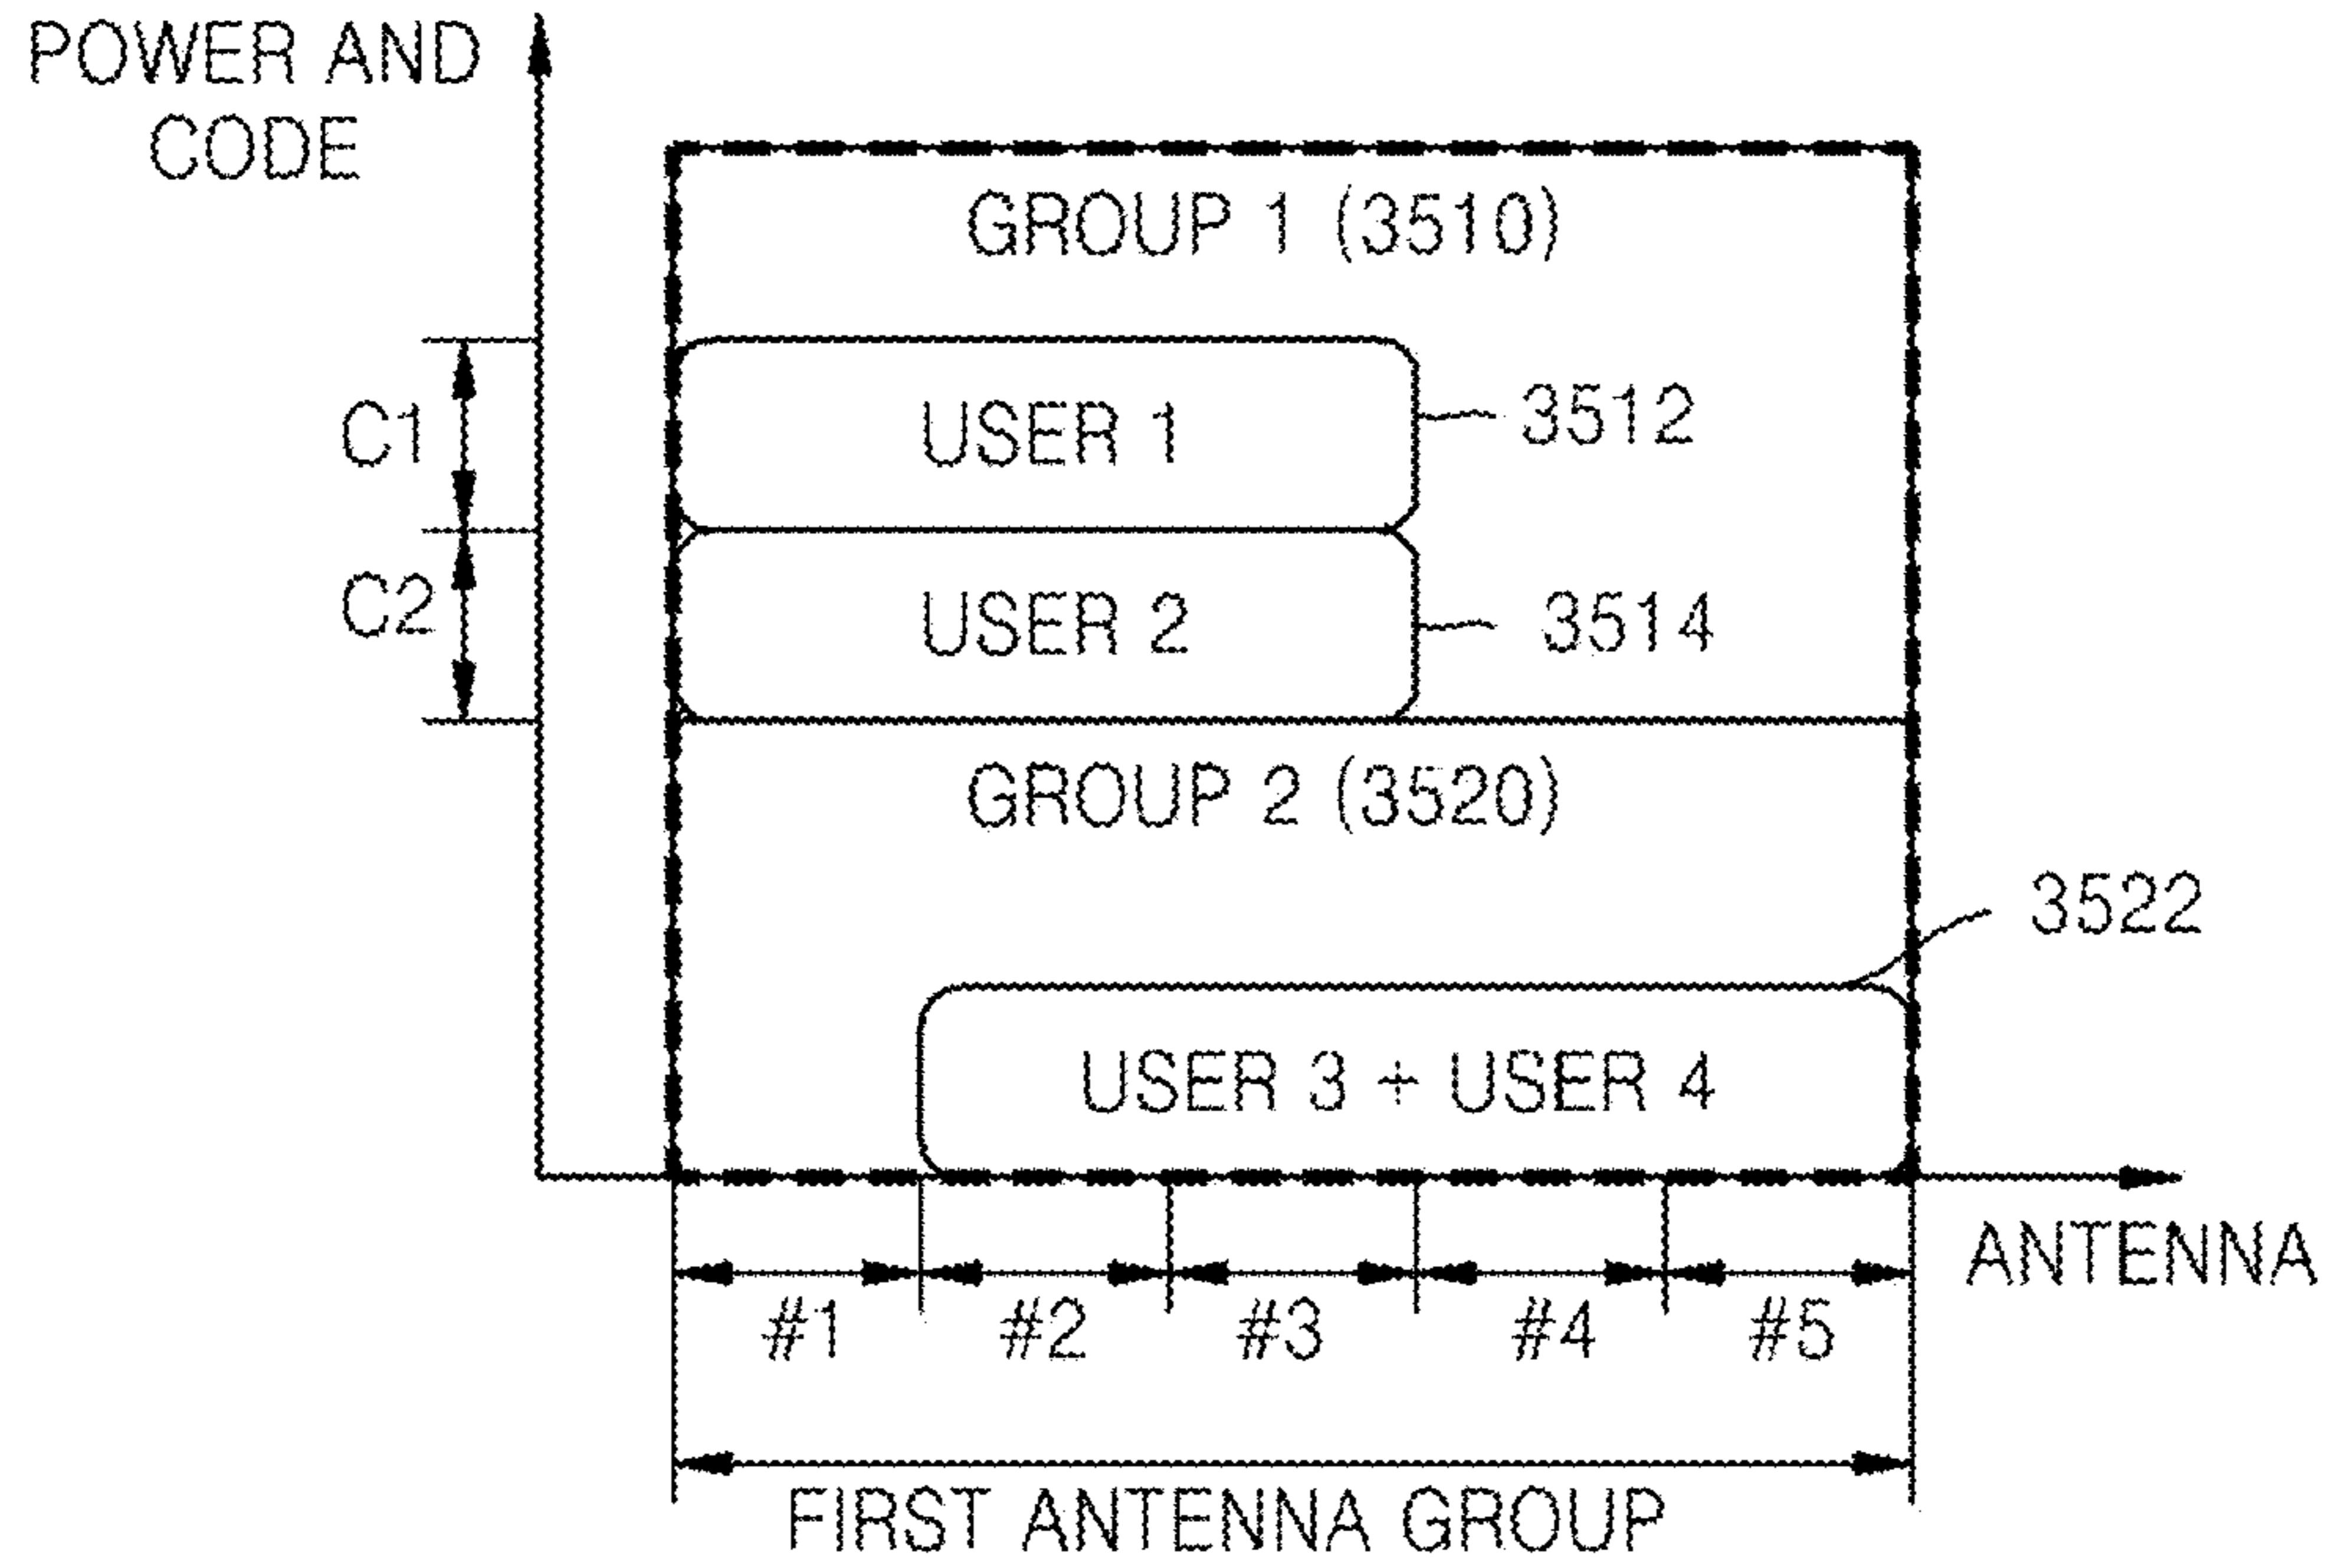 POWER AND
CODE
GROUP 1 (3510)
C1
USER 1
3512
C2
USER 2
3514
GROUP 2 (3520)
3522
USER 3 + USER 4
ANTENNA
#1 #2 #3 #4 #5
FIRST ANTENNA GROUP